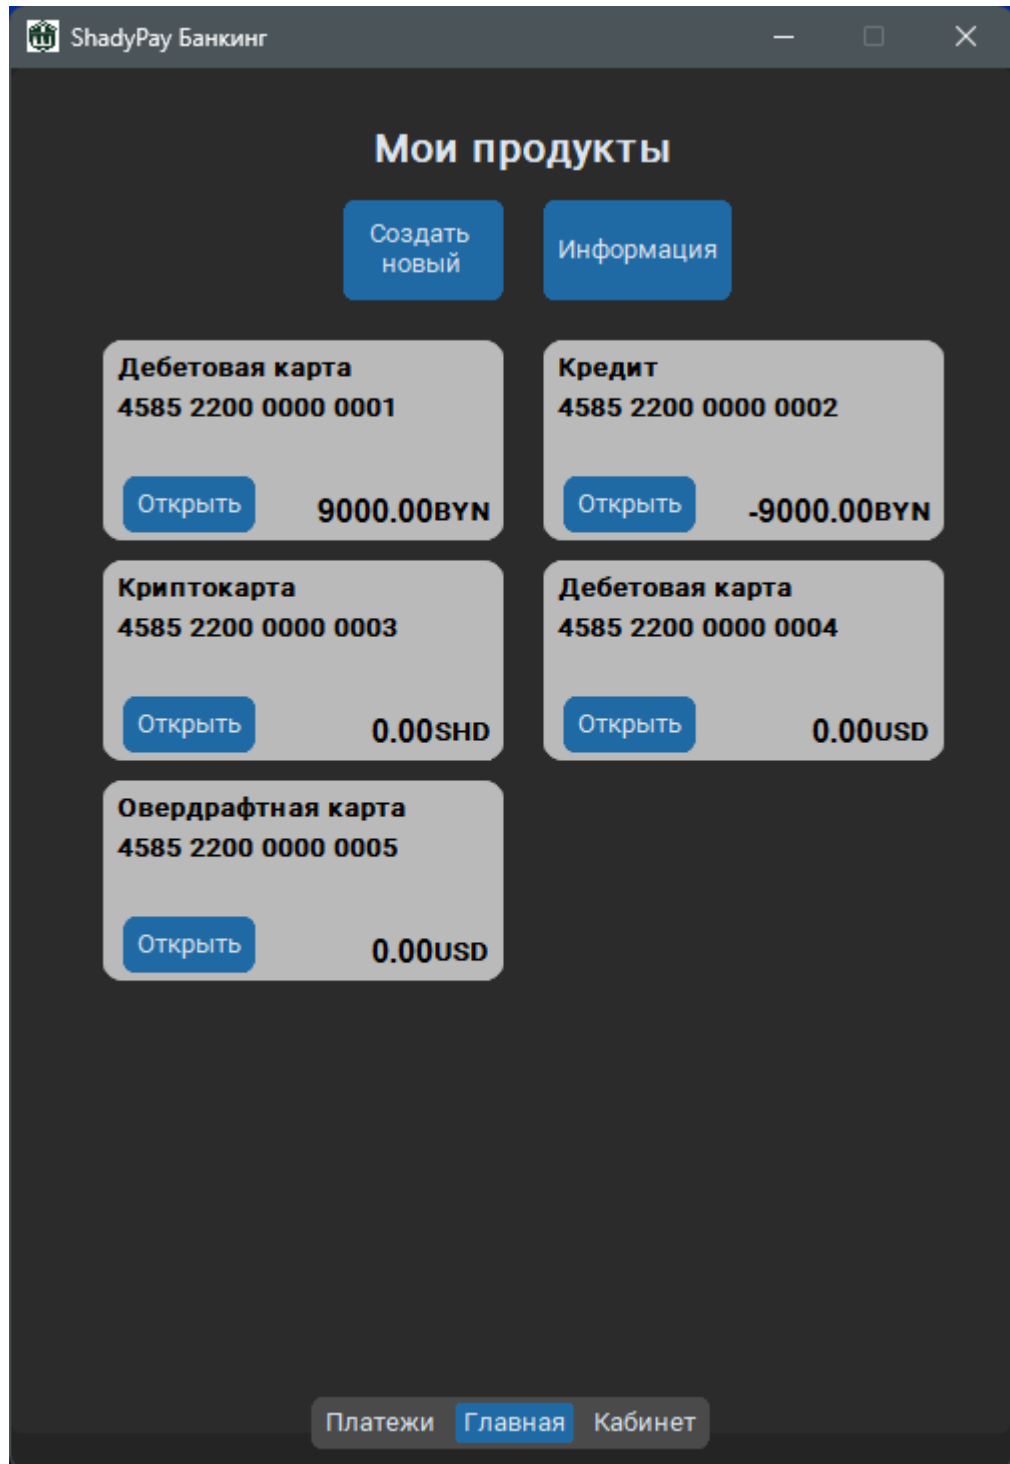 ShadyPay Банкинг
Мои продукты
Создать
новый
Информация
Дебетовая карта
4585 2200 0000 0001
Открыть
9000.00BYN
Кредит
4585 2200 0000 0002
Открыть
-9000.00BYN
Криптокарта
4585 2200 0000 0003
Открыть
0.00SHD
Дебетовая карта
4585 2200 0000 0004
Открыть
0.00USD
Овердрафтная карта
4585 2200 0000 0005
Открыть
0.00USD
Платежи Главная Кабинет